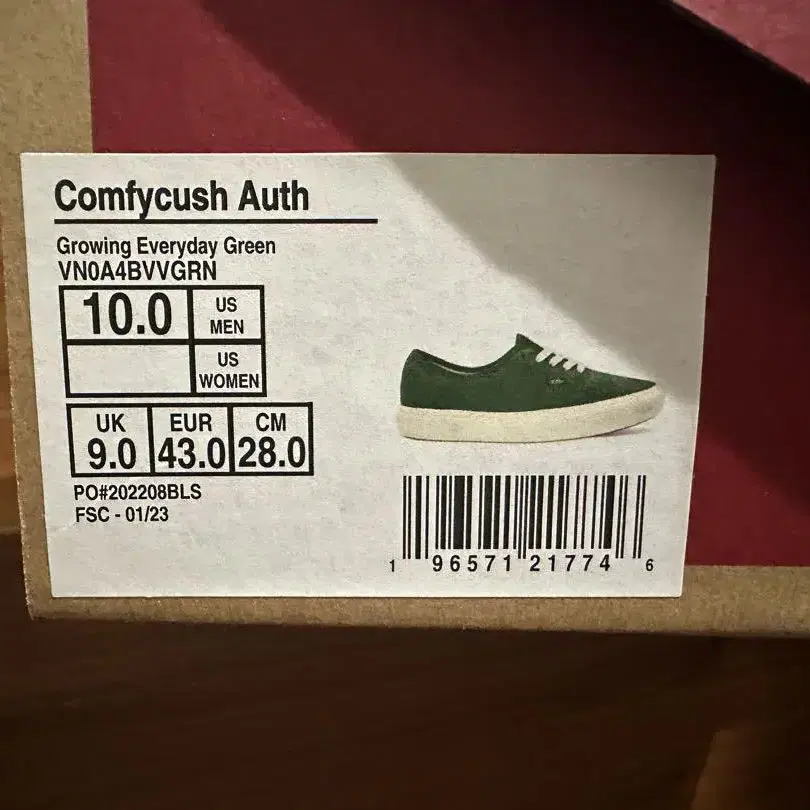 Comfycush Auth
Growing Everyday Green
VN0A4BVVGRN
10.0 US MEN
US WOMEN
UK EUR CM
9.0 43.0 28.0
PO#202208BLS
FSC - 01/23
1 96571 21774 6